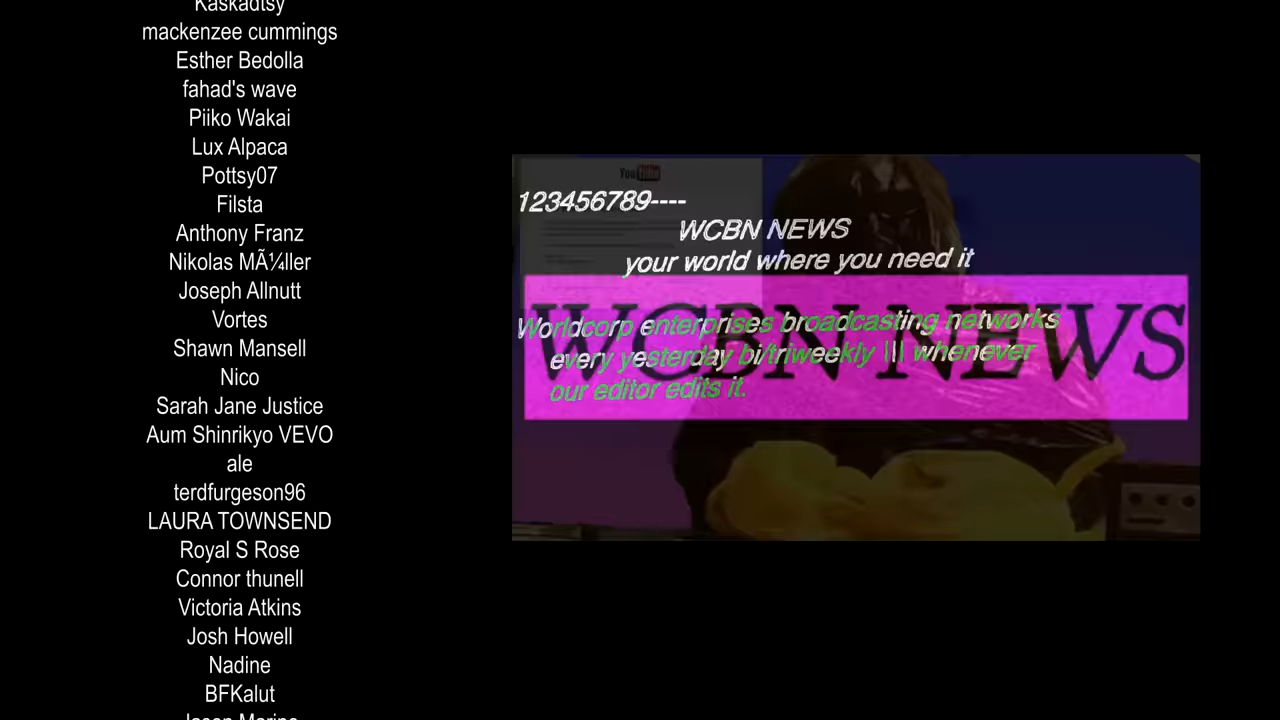 Kaskadtsy
mackenzee cummings
Esther Bedolla
fahad's wave
Piiko Wakai
Lux Alpaca
Pottsy07
Filsta
Anthony Franz
Nikolas MÃ¼ller
Joseph Allnutt
Vortes
Shawn Mansell
Nico
Sarah Jane Justice
Aum Shinrikyo VEVO
ale
terdfurgeson96
LAURA TOWNSEND
Royal S Rose
Connor thunell
Victoria Atkins
Josh Howell
Nadine
BFKalut
YouTube
123456789----
WCBN NEWS
your world where you need it
WCBN NEWS
Worldcorp enterprises broadcasting networks
every yesterday bi/triweekly \|| whenever
our editor edits it.